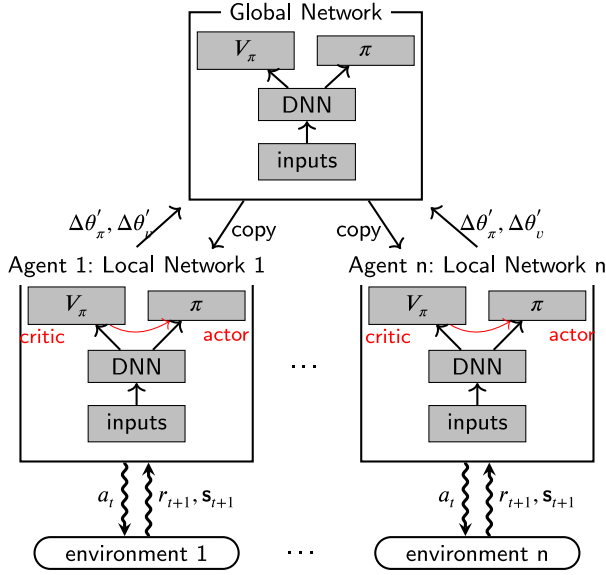 Global Network
V_π π
DNN
inputs
Δθ′_π, Δθ′_v copy copy Δθ′_π, Δθ′_v
Agent 1: Local Network 1 Agent n: Local Network n
V_π π V_π π
critic actor critic actor
DNN ... DNN
inputs inputs
a_t r_{t+1}, s_{t+1} a_t r_{t+1}, s_{t+1}
environment 1 ... environment n